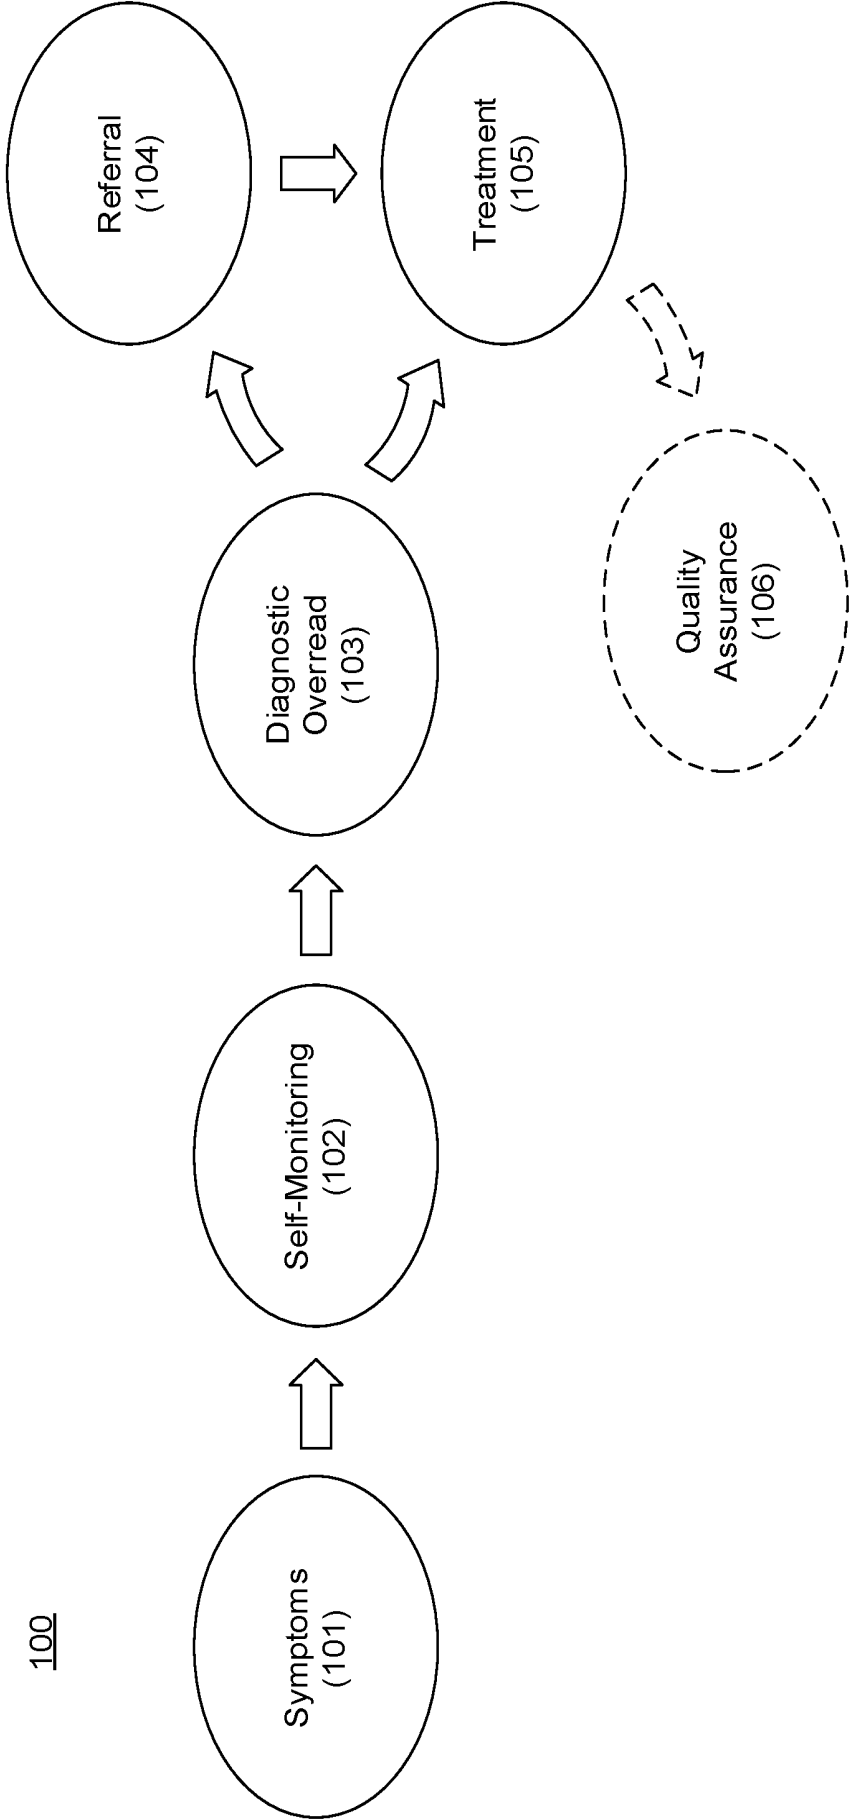 100
Symptoms
(101)
Self-Monitoring
(102)
Diagnostic
Overread
(103)
Referral
(104)
Treatment
(105)
Quality
Assurance
(106)